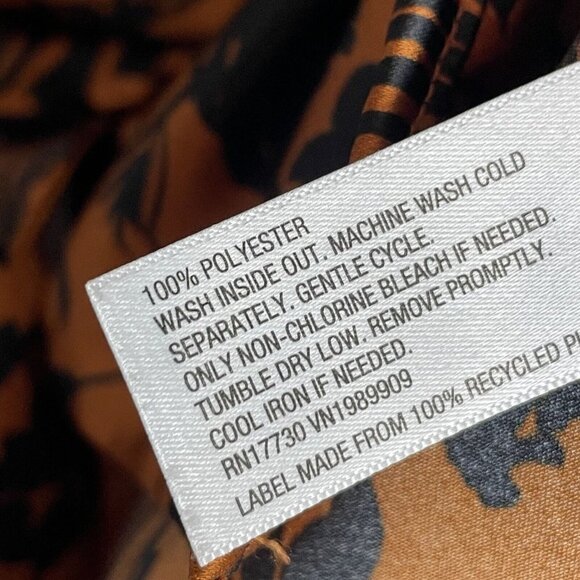 100% POLYESTER
WASH INSIDE OUT. MACHINE WASH COLD
SEPARATELY. GENTLE CYCLE.
ONLY NON-CHLORINE BLEACH IF NEEDED.
TUMBLE DRY LOW. REMOVE PROMPTLY.
COOL IRON IF NEEDED.
RN17730 VN1989909
LABEL MADE FROM 100% RECYCLED